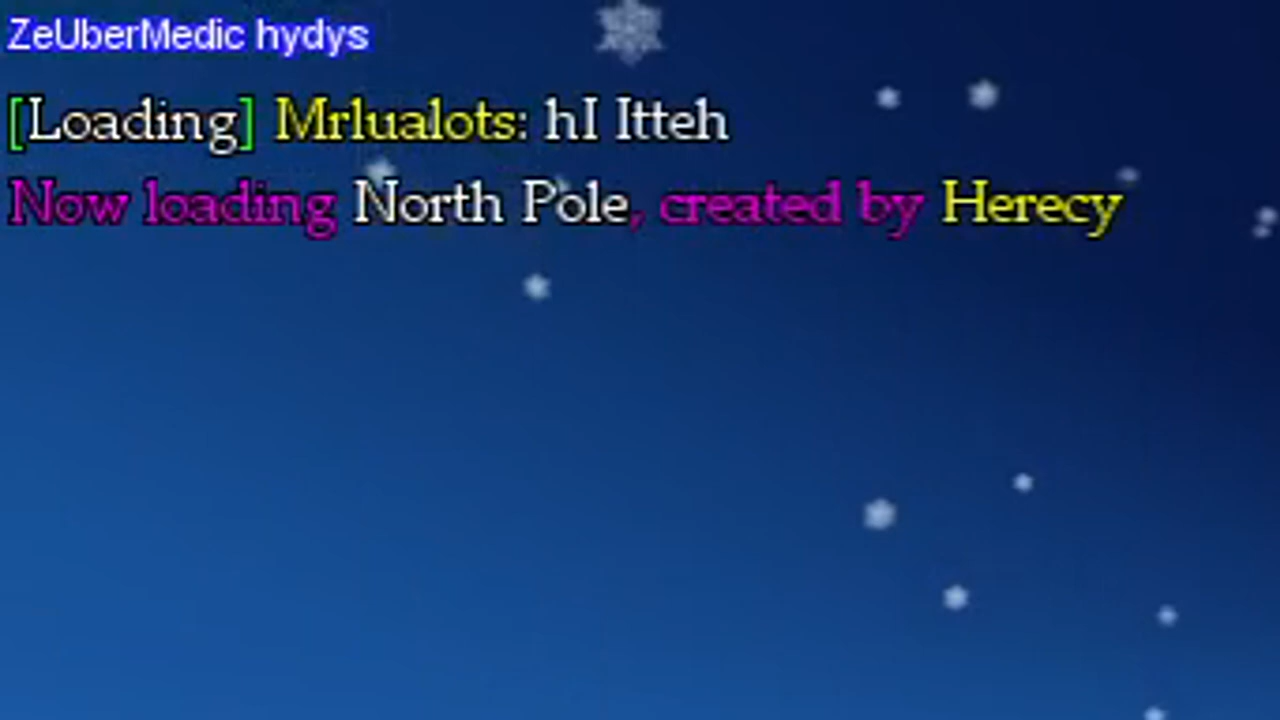 ZeUberMedic hydys
[Loading] Mrlualots: hI Itteh
Now loading North Pole, created by Herecy